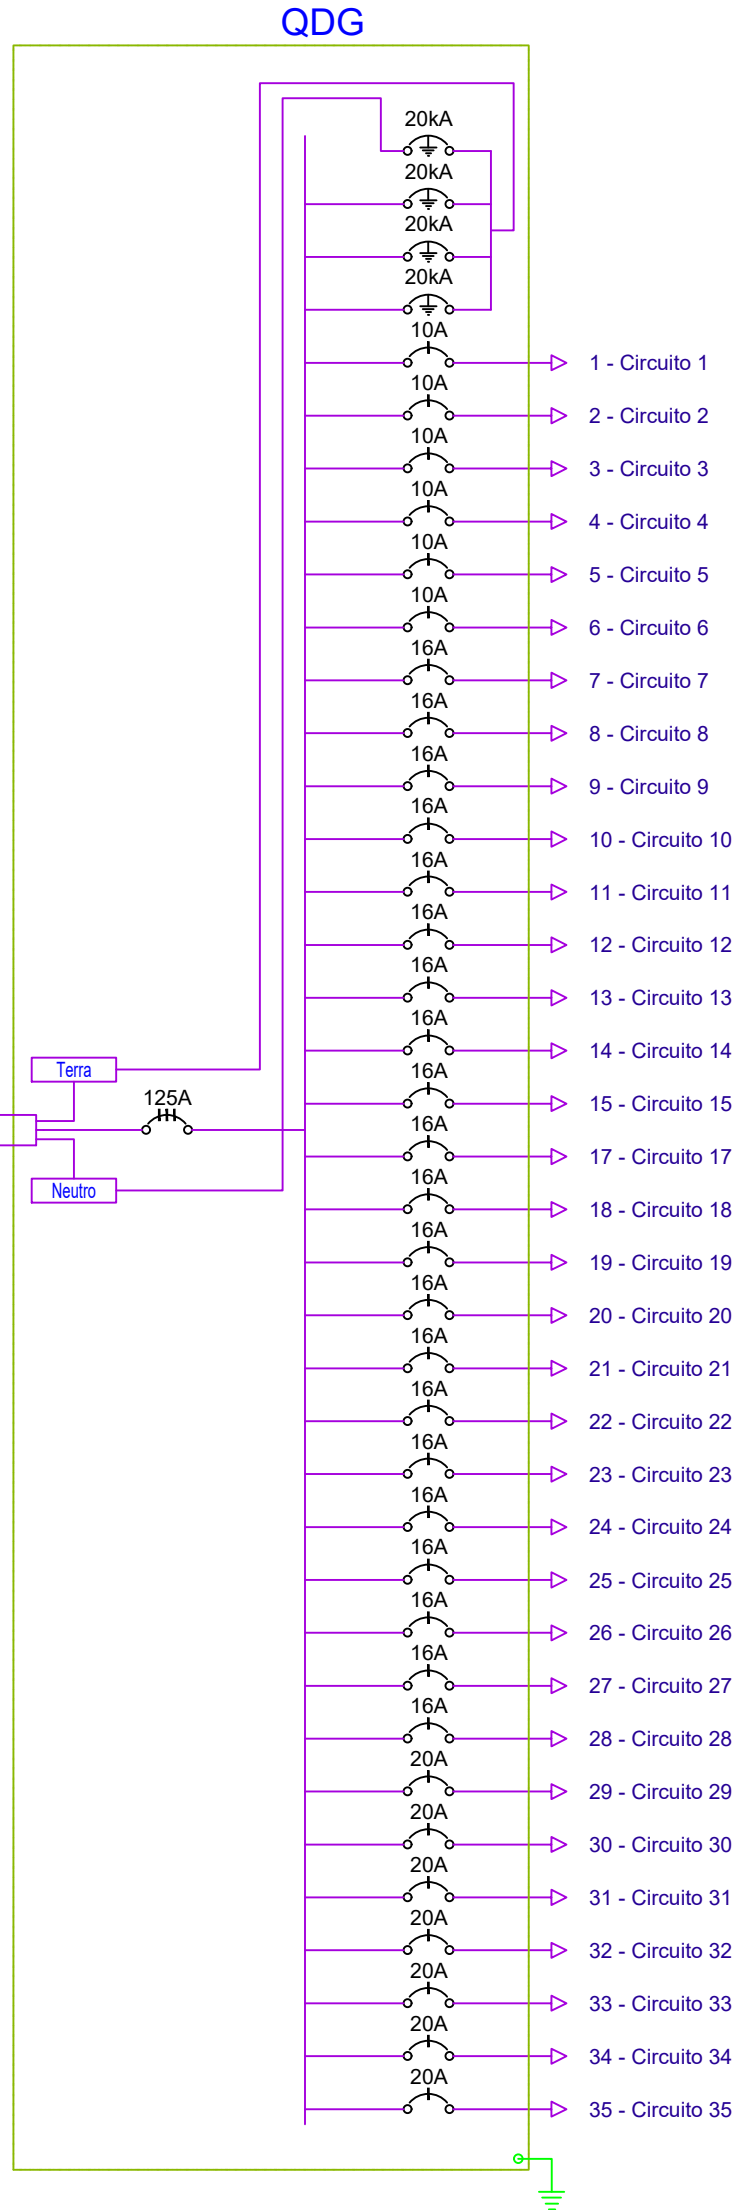 QDG
20kA
20kA
20kA
20kA
10A
1 - Circuito 1
10A
2 - Circuito 2
10A
3 - Circuito 3
10A
4 - Circuito 4
10A
5 - Circuito 5
10A
6 - Circuito 6
16A
7 - Circuito 7
16A
8 - Circuito 8
16A
9 - Circuito 9
16A
10 - Circuito 10
16A
11 - Circuito 11
16A
12 - Circuito 12
16A
13 - Circuito 13
16A
14 - Circuito 14
Terra
125A
16A
15 - Circuito 15
16A
17 - Circuito 17
Neutro
16A
18 - Circuito 18
16A
19 - Circuito 19
16A
20 - Circuito 20
16A
21 - Circuito 21
16A
22 - Circuito 22
16A
23 - Circuito 23
16A
24 - Circuito 24
16A
25 - Circuito 25
16A
26 - Circuito 26
16A
27 - Circuito 27
16A
28 - Circuito 28
20A
29 - Circuito 29
20A
30 - Circuito 30
20A
31 - Circuito 31
20A
32 - Circuito 32
20A
33 - Circuito 33
20A
34 - Circuito 34
20A
35 - Circuito 35